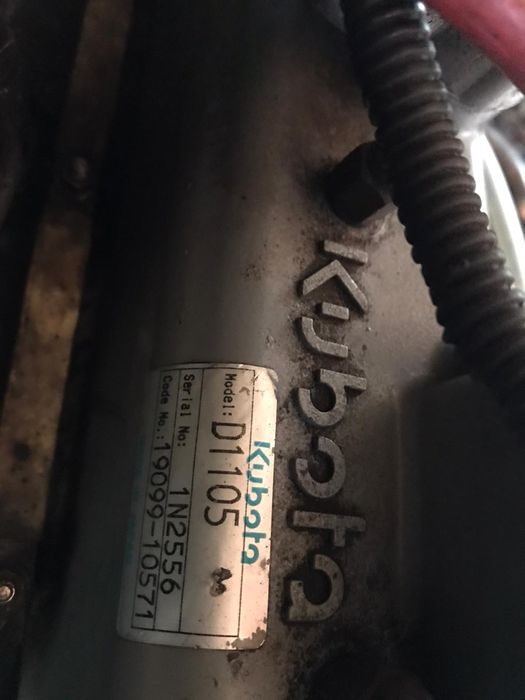 Kubota
Kubota
Model: D1105
Serial No: 1N2556
Code No.: 19099-10571